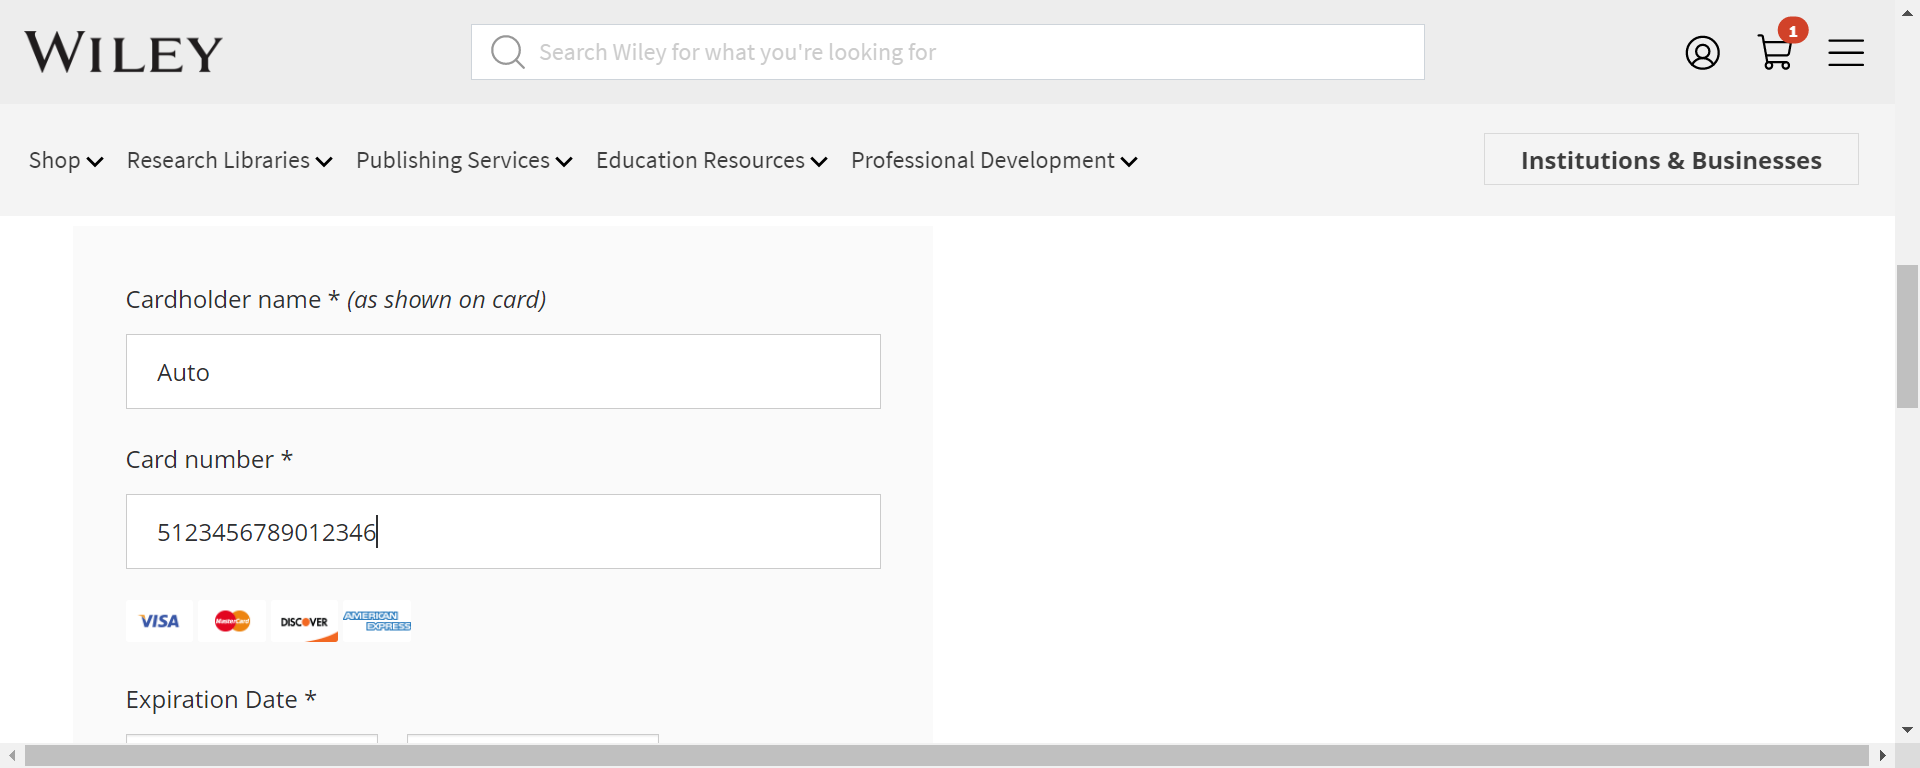 WILEY
Search Wiley for what you're looking for
1
Shop Research Libraries Publishing Services Education Resources Professional Development Institutions & Businesses
Cardholder name * (as shown on card)
Auto
Card number *
5123456789012346
VISA MasterCard DISCOVER AMERICAN EXPRESS
Expiration Date *